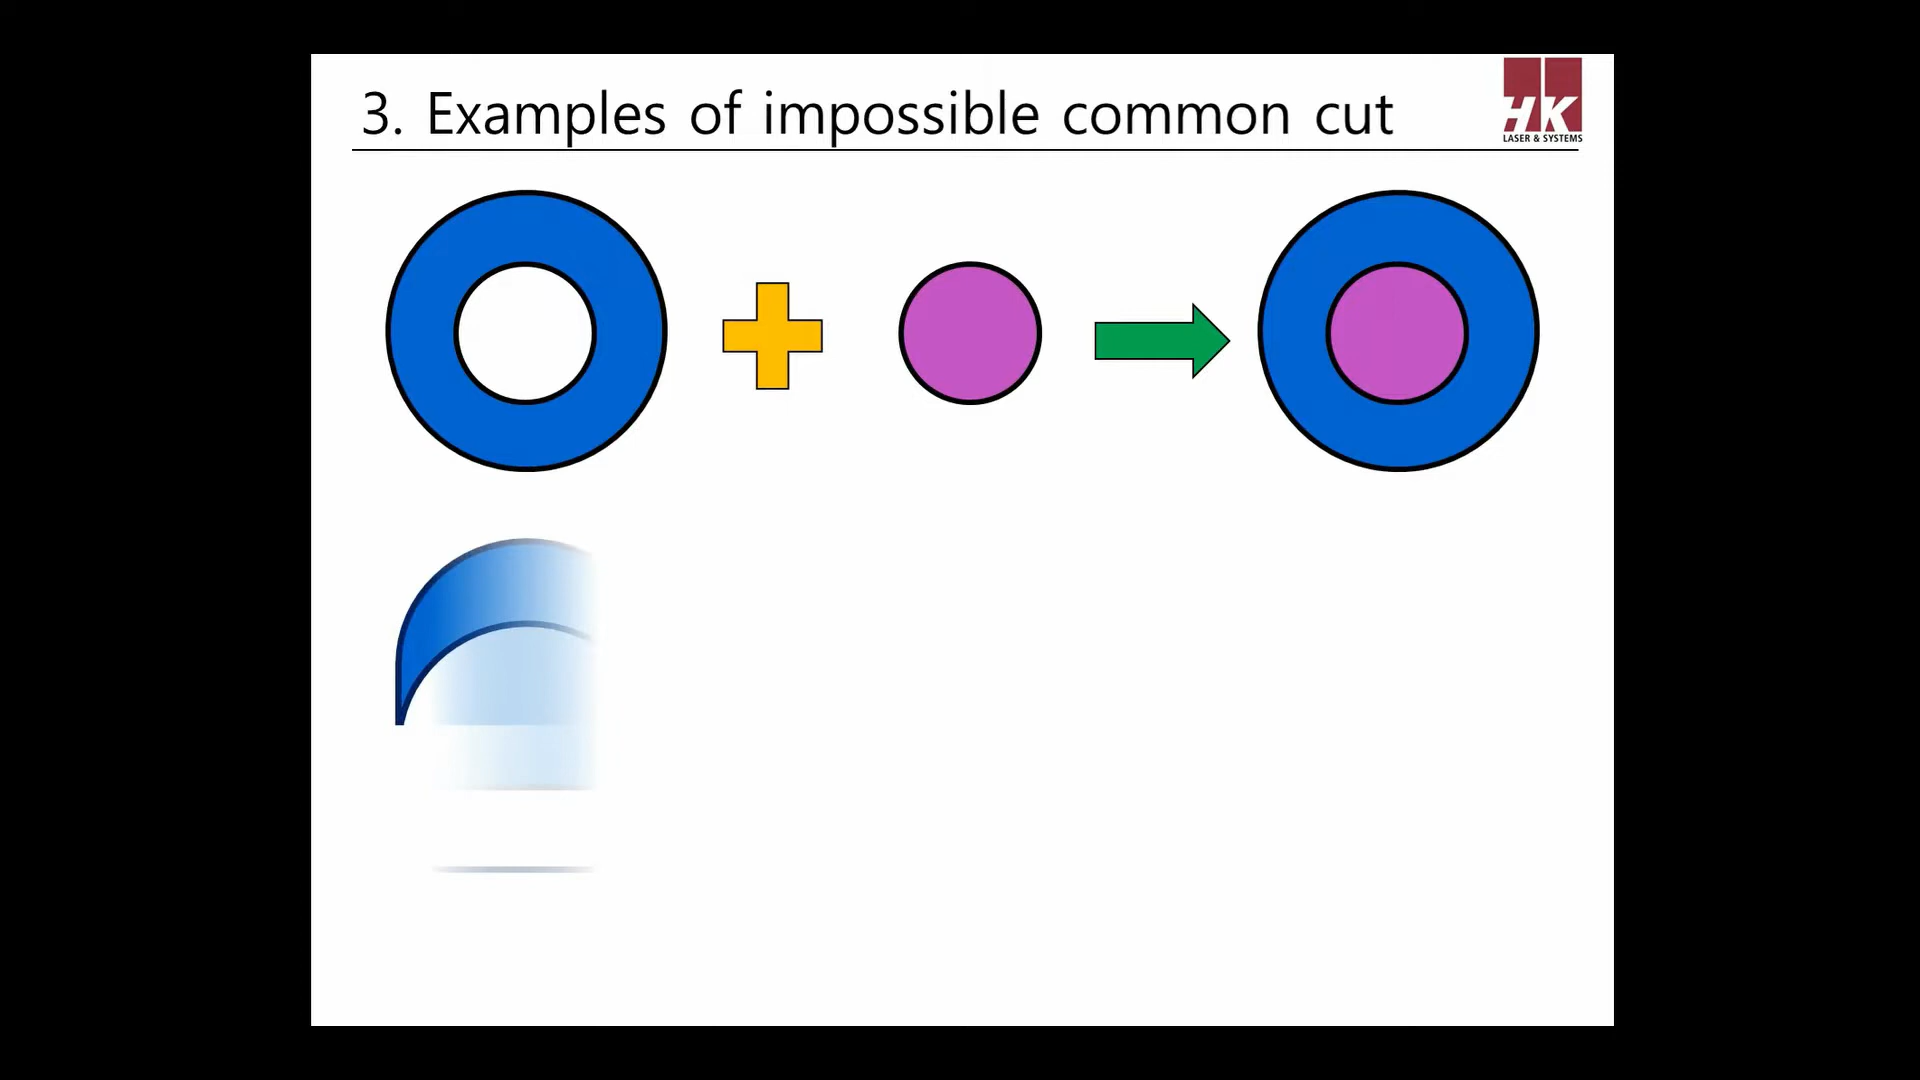 3. Examples of impossible common cut
HK
LASER & SYSTEMS